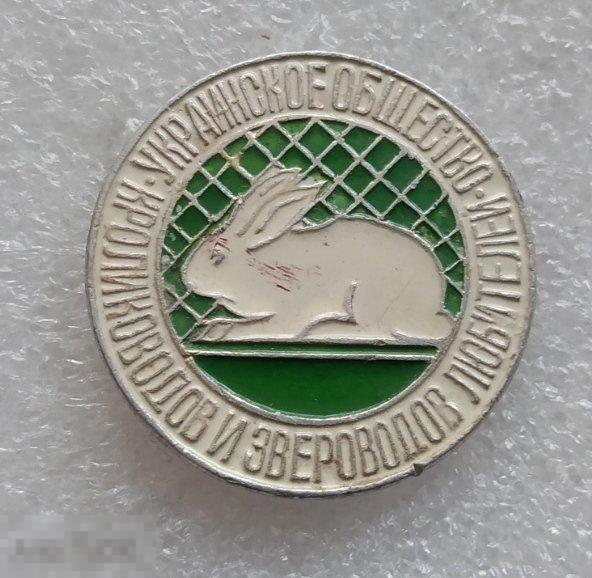 УКРАИНСКОЕ ОБЩЕСТВО
КРОЛИКОВОДОВ И ЗВЕРОВОДОВ ЛЮБИТЕЛЕЙ